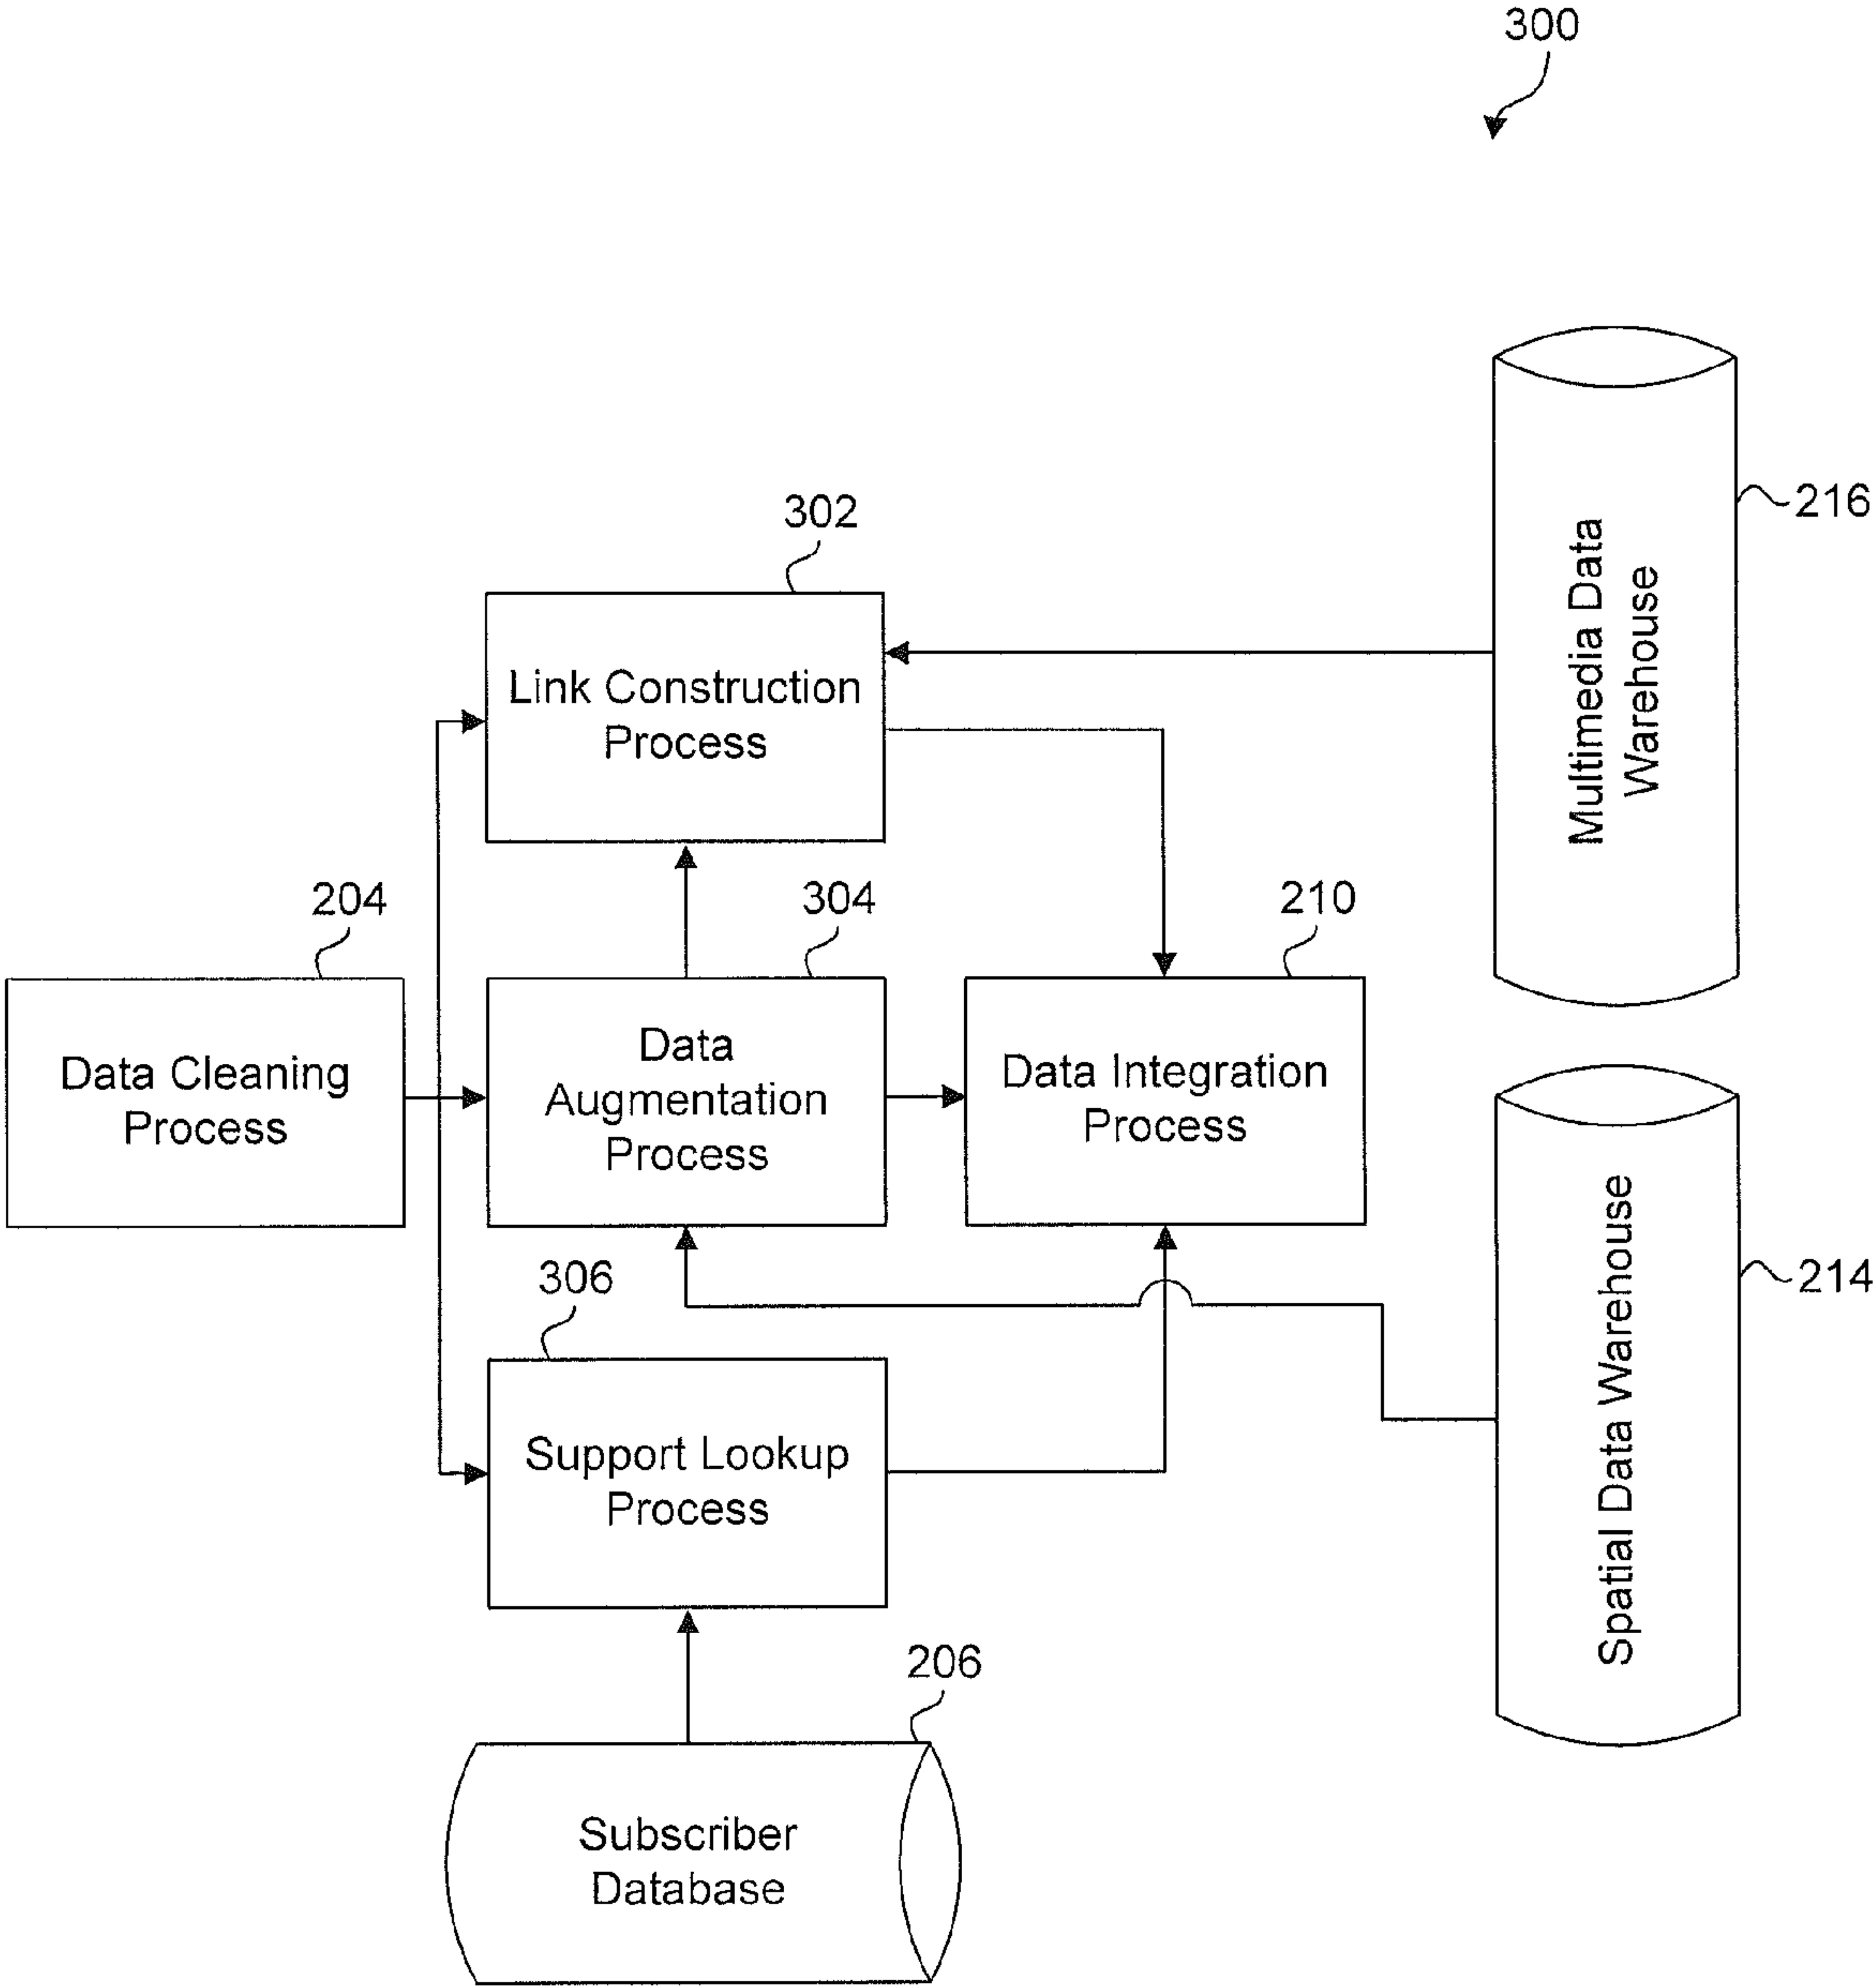 300
216
Multimedia Data
Warehouse
302
Link Construction
Process
204
304
210
Data Cleaning
Process
Data
Augmentation
Process
Data Integration
Process
214
Spatial Data Warehouse
306
Support Lookup
Process
206
Subscriber
Database